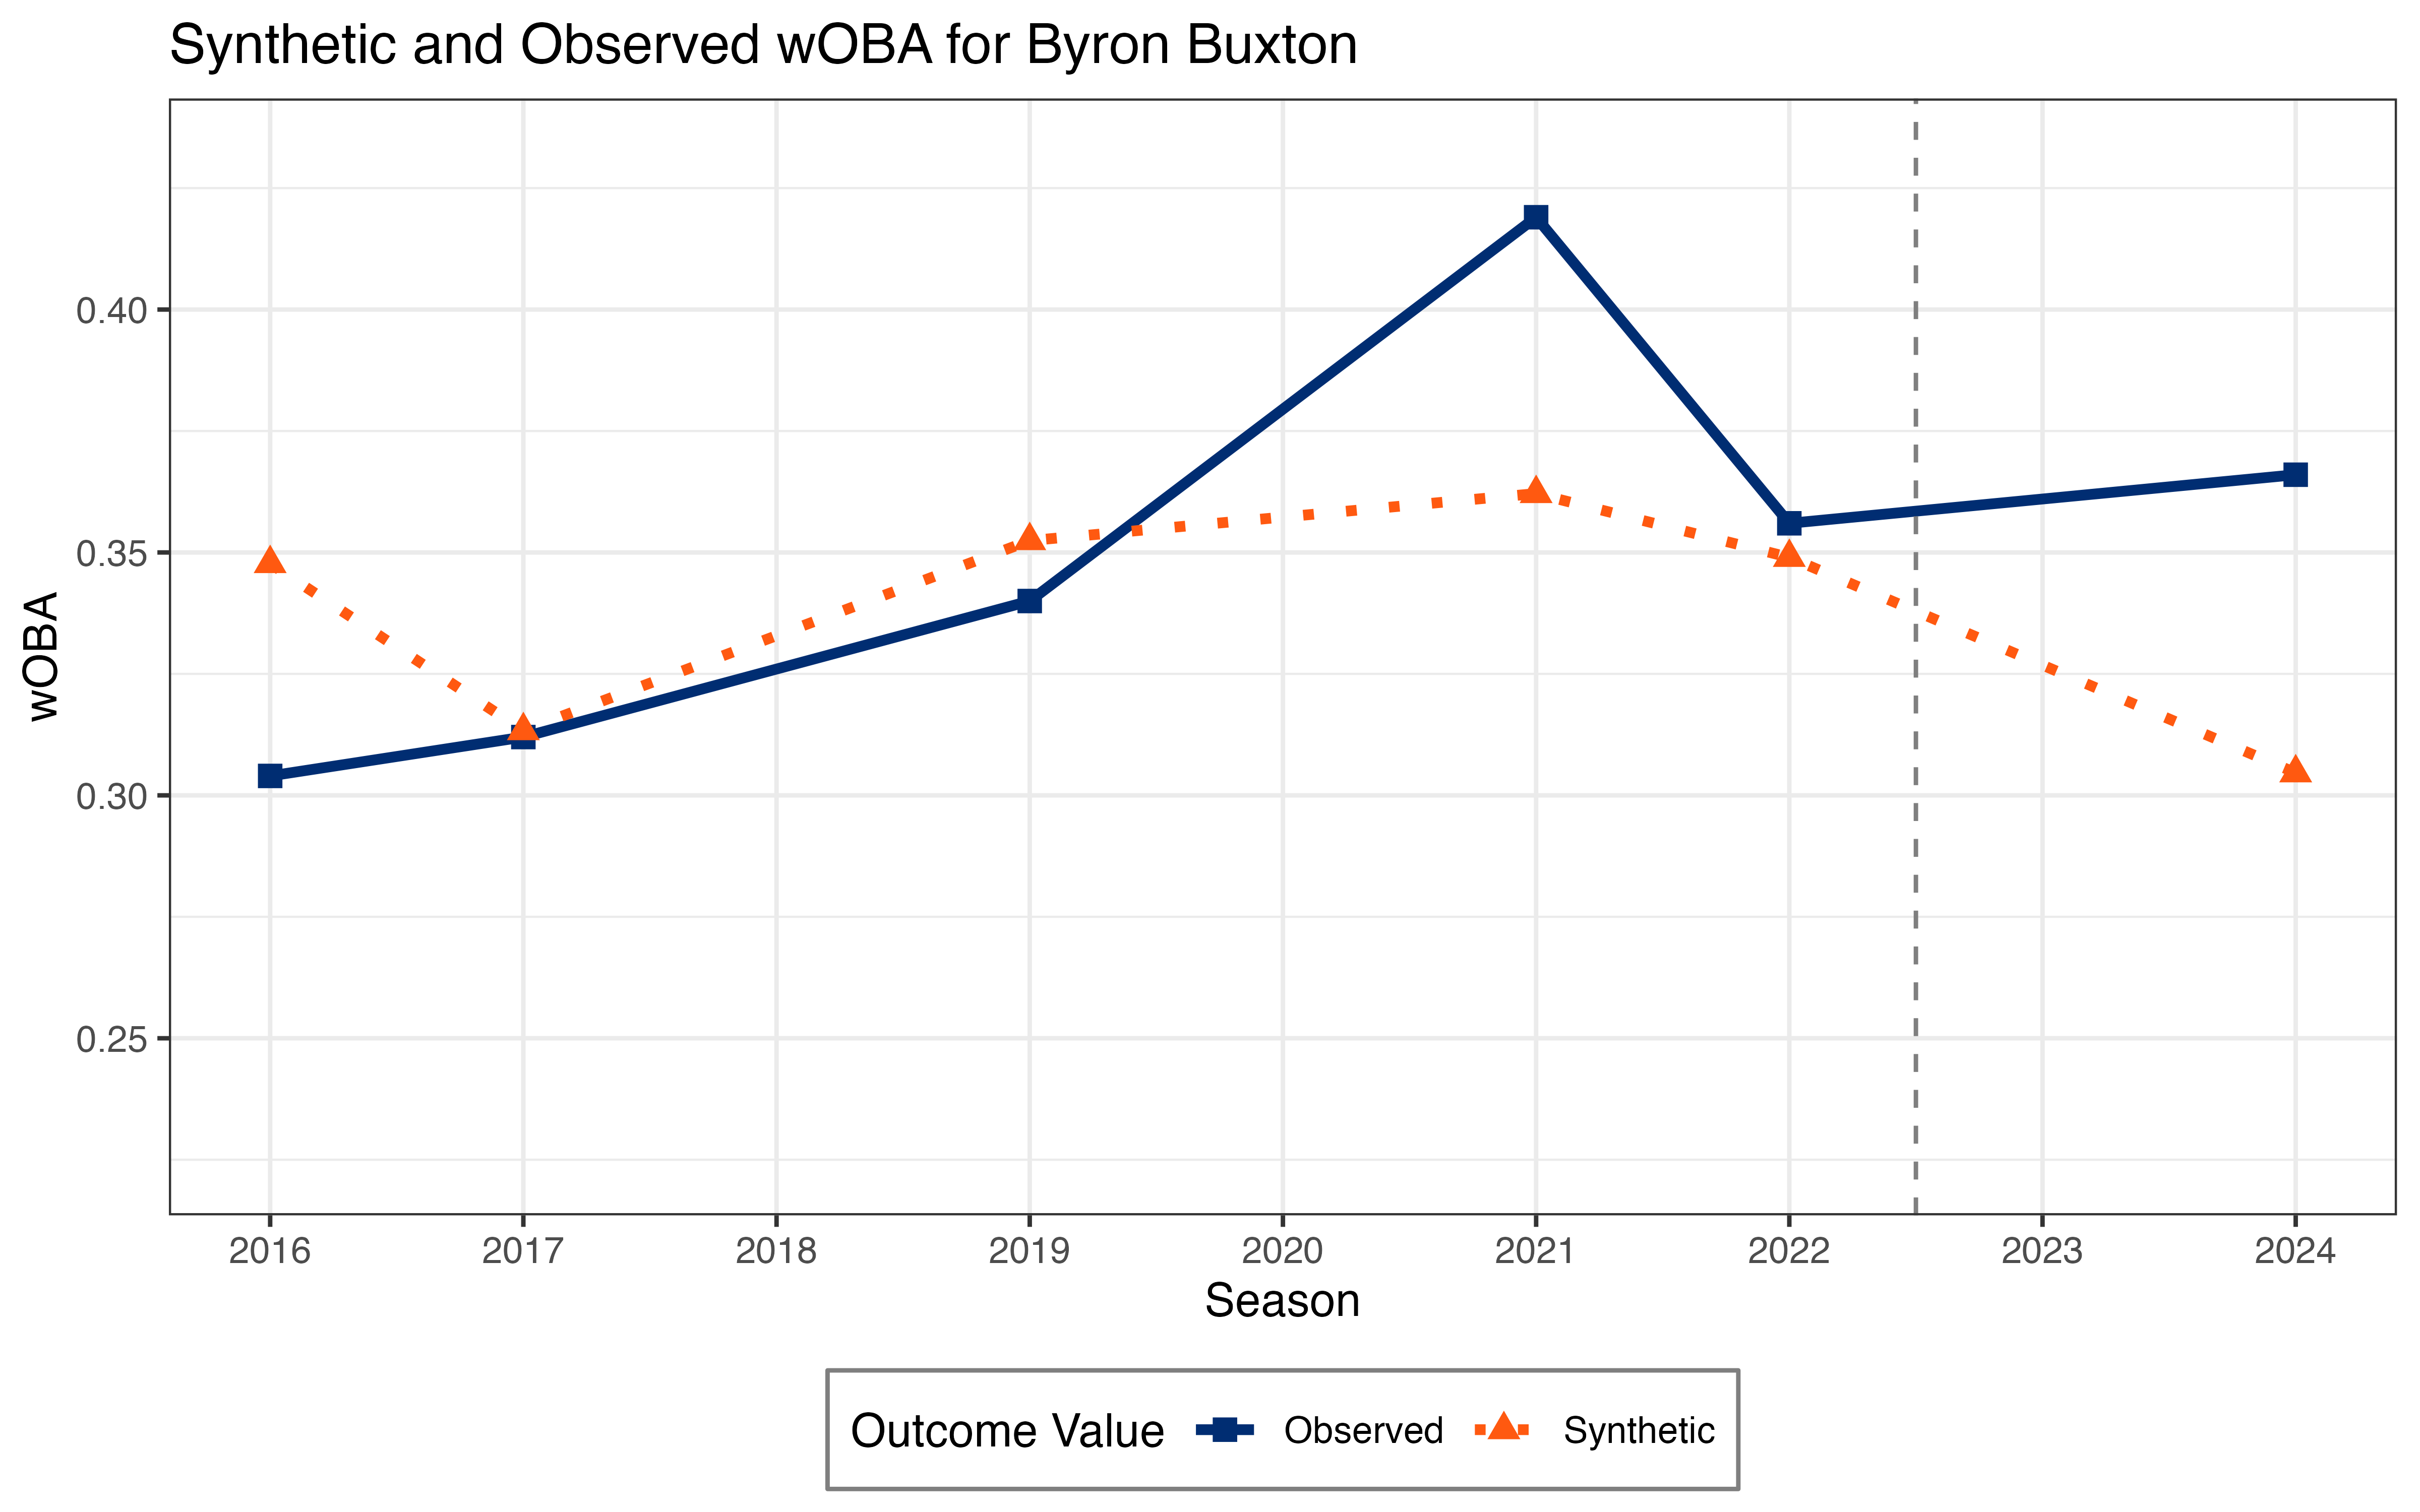 Synthetic and Observed wOBA for Byron Buxton
wOBA
0.40
0.35
0.30
0.25
2016 2017 2018 2019 2020 2021 2022 2023 2024
Season
Outcome Value Observed Synthetic